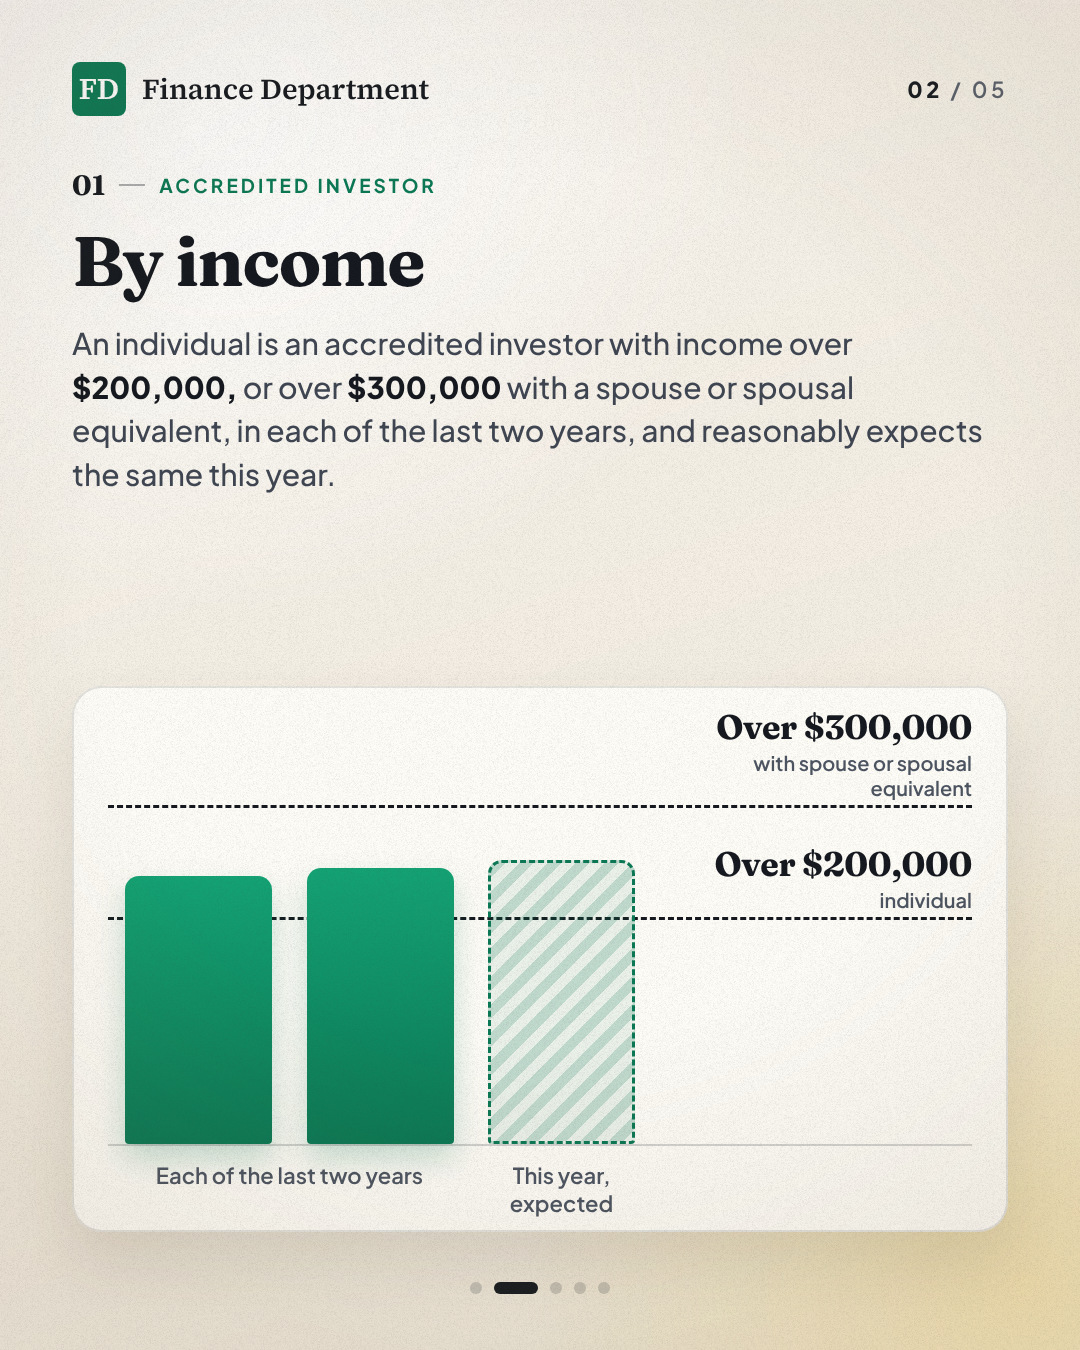 FD Finance Department
02 / 05
01 — ACCREDITED INVESTOR
By income
An individual is an accredited investor with income over
$200,000, or over $300,000 with a spouse or spousal
equivalent, in each of the last two years, and reasonably expects
the same this year.
Over $300,000
with spouse or spousal
equivalent
Over $200,000
individual
Each of the last two years
This year,
expected